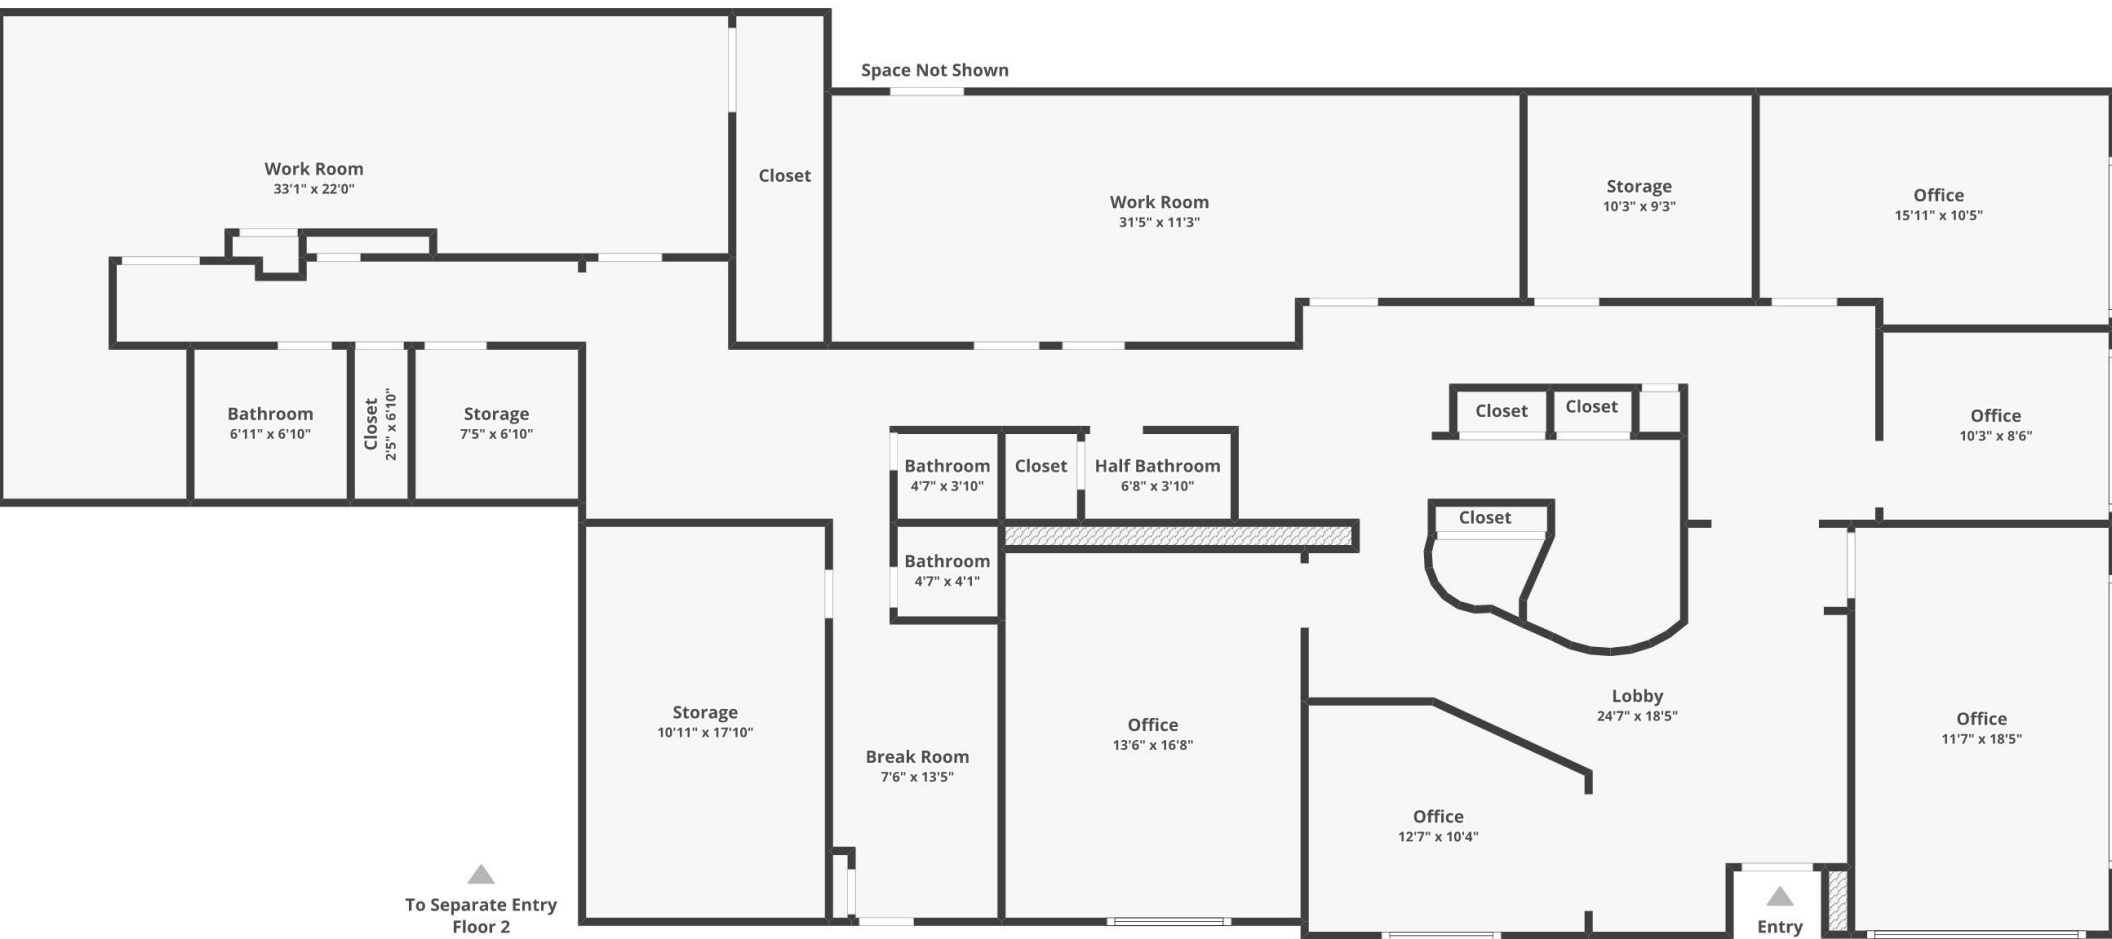 Space Not Shown
Work Room
33'1" x 22'0"
Closet
Work Room
31'5" x 11'3"
Storage
10'3" x 9'3"
Office
15'11" x 10'5"
Bathroom
6'11" x 6'10"
Closet
2'5" x 6'10"
Storage
7'5" x 6'10"
Closet
Closet
Office
10'3" x 8'6"
Bathroom
4'7" x 3'10"
Closet
Half Bathroom
6'8" x 3'10"
Closet
Bathroom
4'7" x 4'1"
Storage
10'11" x 17'10"
Break Room
7'6" x 13'5"
Office
13'6" x 16'8"
Lobby
24'7" x 18'5"
Office
11'7" x 18'5"
Office
12'7" x 10'4"
To Separate Entry
Floor 2
Entry